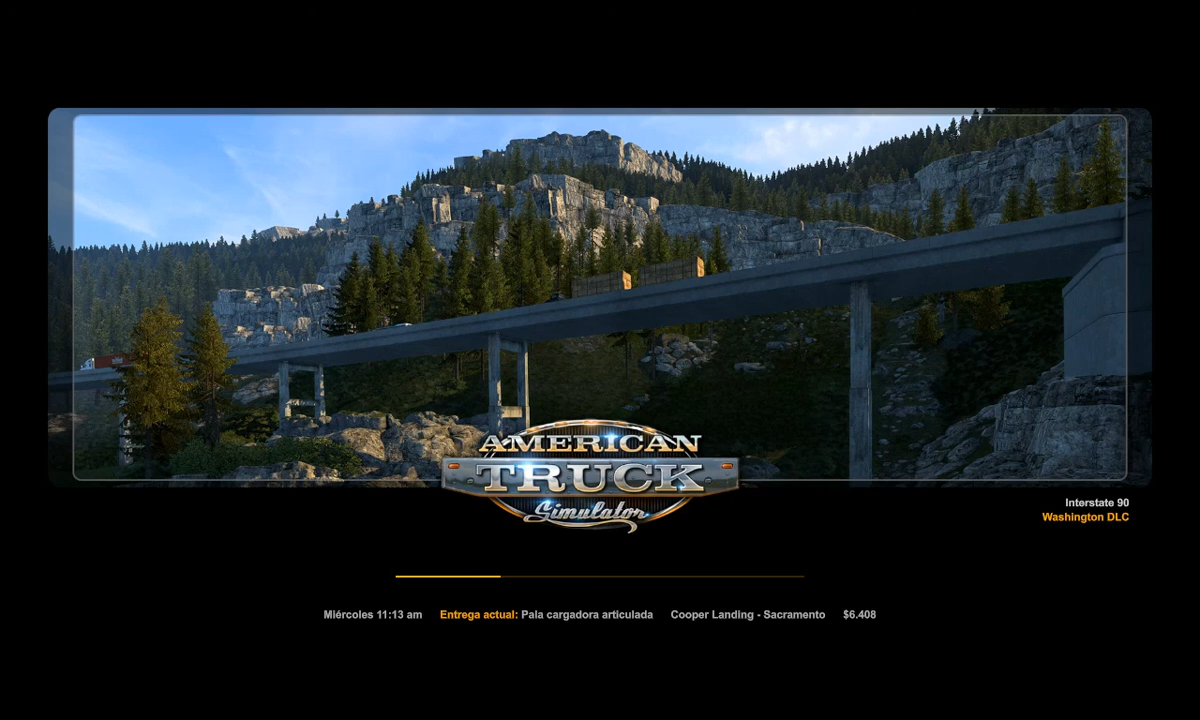 AMERICAN
TRUCK
Simulator
Interstate 90
Washington DLC
Miércoles 11:13 am Entrega actual: Pala cargadora articulada Cooper Landing - Sacramento $6.408